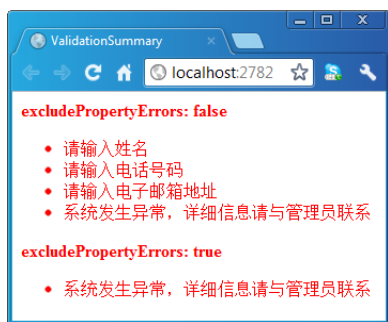 ValidationSummary
localhost:2782
excludePropertyErrors: false
请输入姓名
请输入电话号码
请输入电子邮箱地址
系统发生异常，详细信息请与管理员联系
excludePropertyErrors: true
系统发生异常，详细信息请与管理员联系